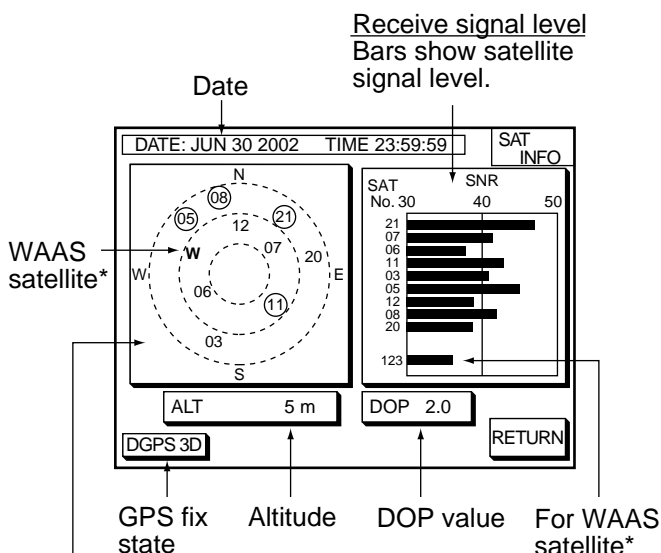 Receive signal level
Bars show satellite
signal level.
Date
DATE: JUN 30 2002 TIME 23:59:59
SAT
INFO
N
08
05
21
12
W
07
20
W
E
06
11
03
S
SAT
No.
SNR
30 40 50
21
07
06
11
03
05
12
08
20
123
WAAS
satellite*
ALT 5 m
DOP 2.0
DGPS 3D
RETURN
GPS fix
state
Altitude
DOP value
For WAAS
satellite*